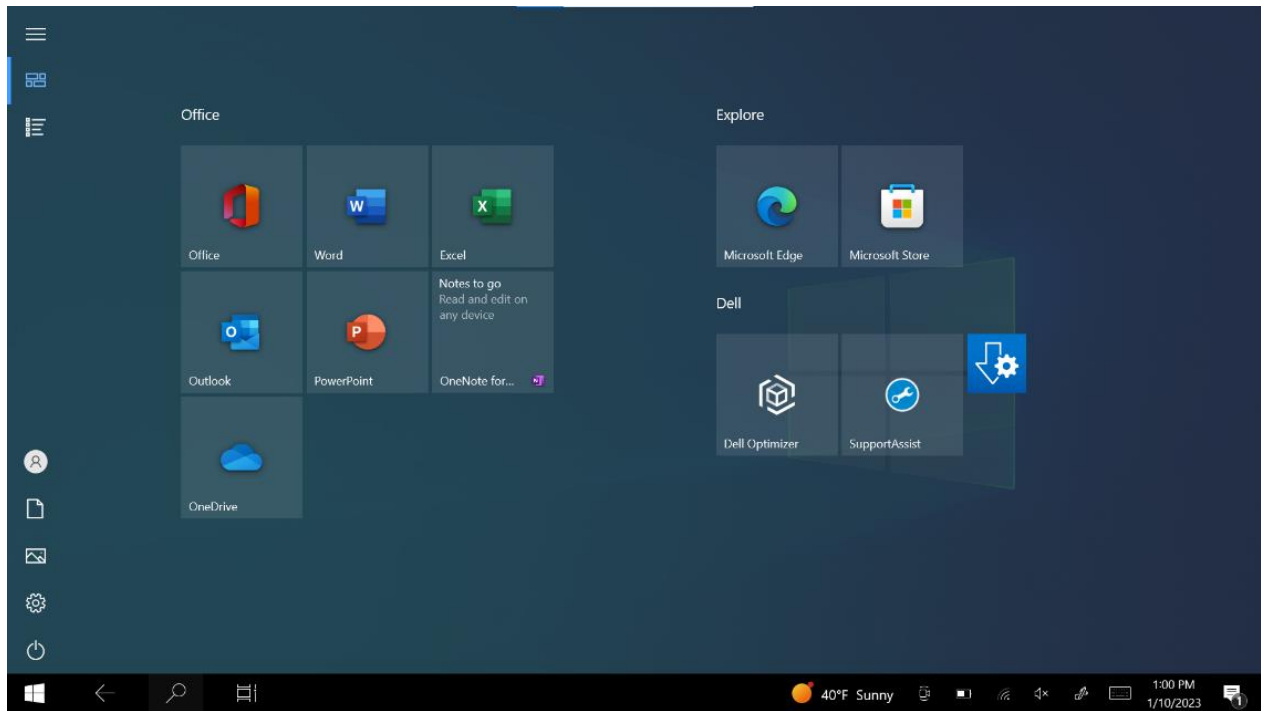 Office
Office
Word
Excel
Outlook
PowerPoint
Notes to go
Read and edit on
any device
OneNote for...
OneDrive
Explore
Microsoft Edge
Microsoft Store
Dell
Dell Optimizer
SupportAssist
40°F Sunny
1:00 PM
1/10/2023
1